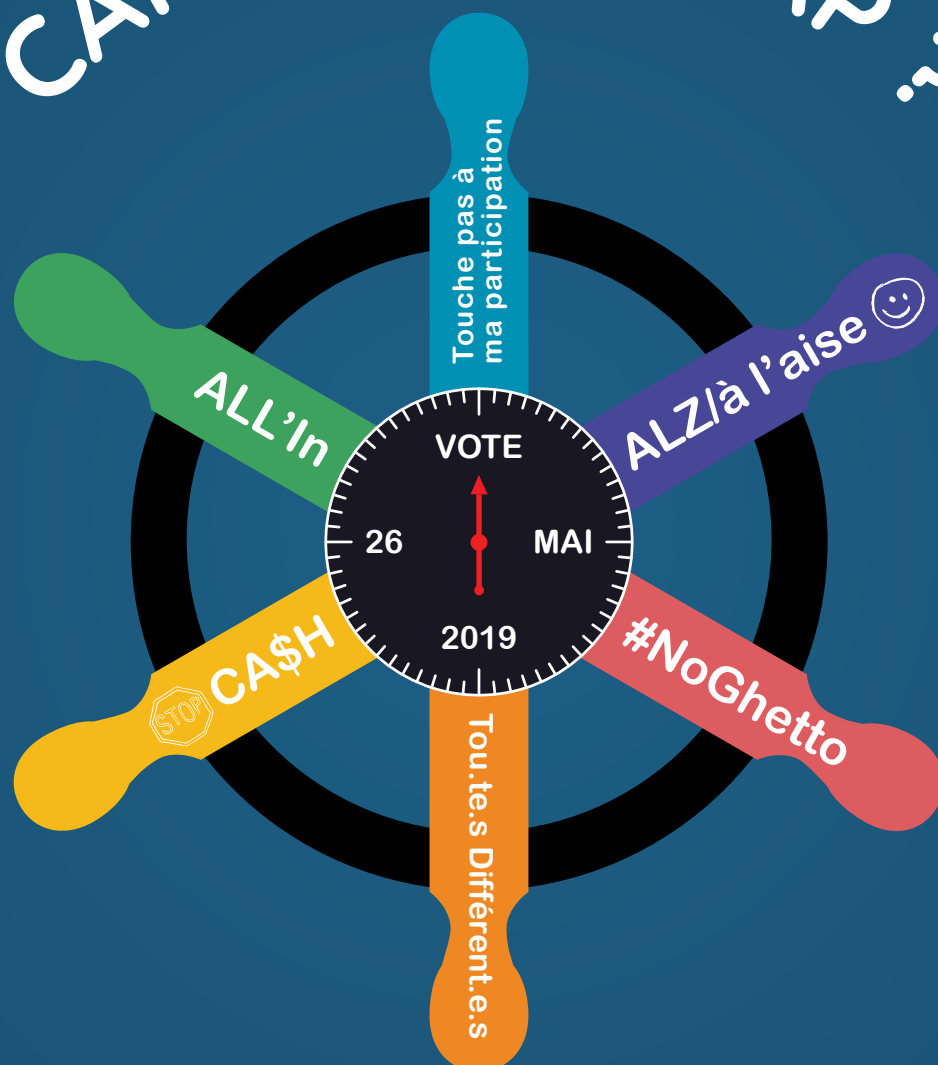 Touche pas à
ma participation
ALL'In
ALZ/à l'aise
VOTE
26
MAI
2019
STOP
CA$H
#NoGhetto
Tou.te.s Différent.e.s